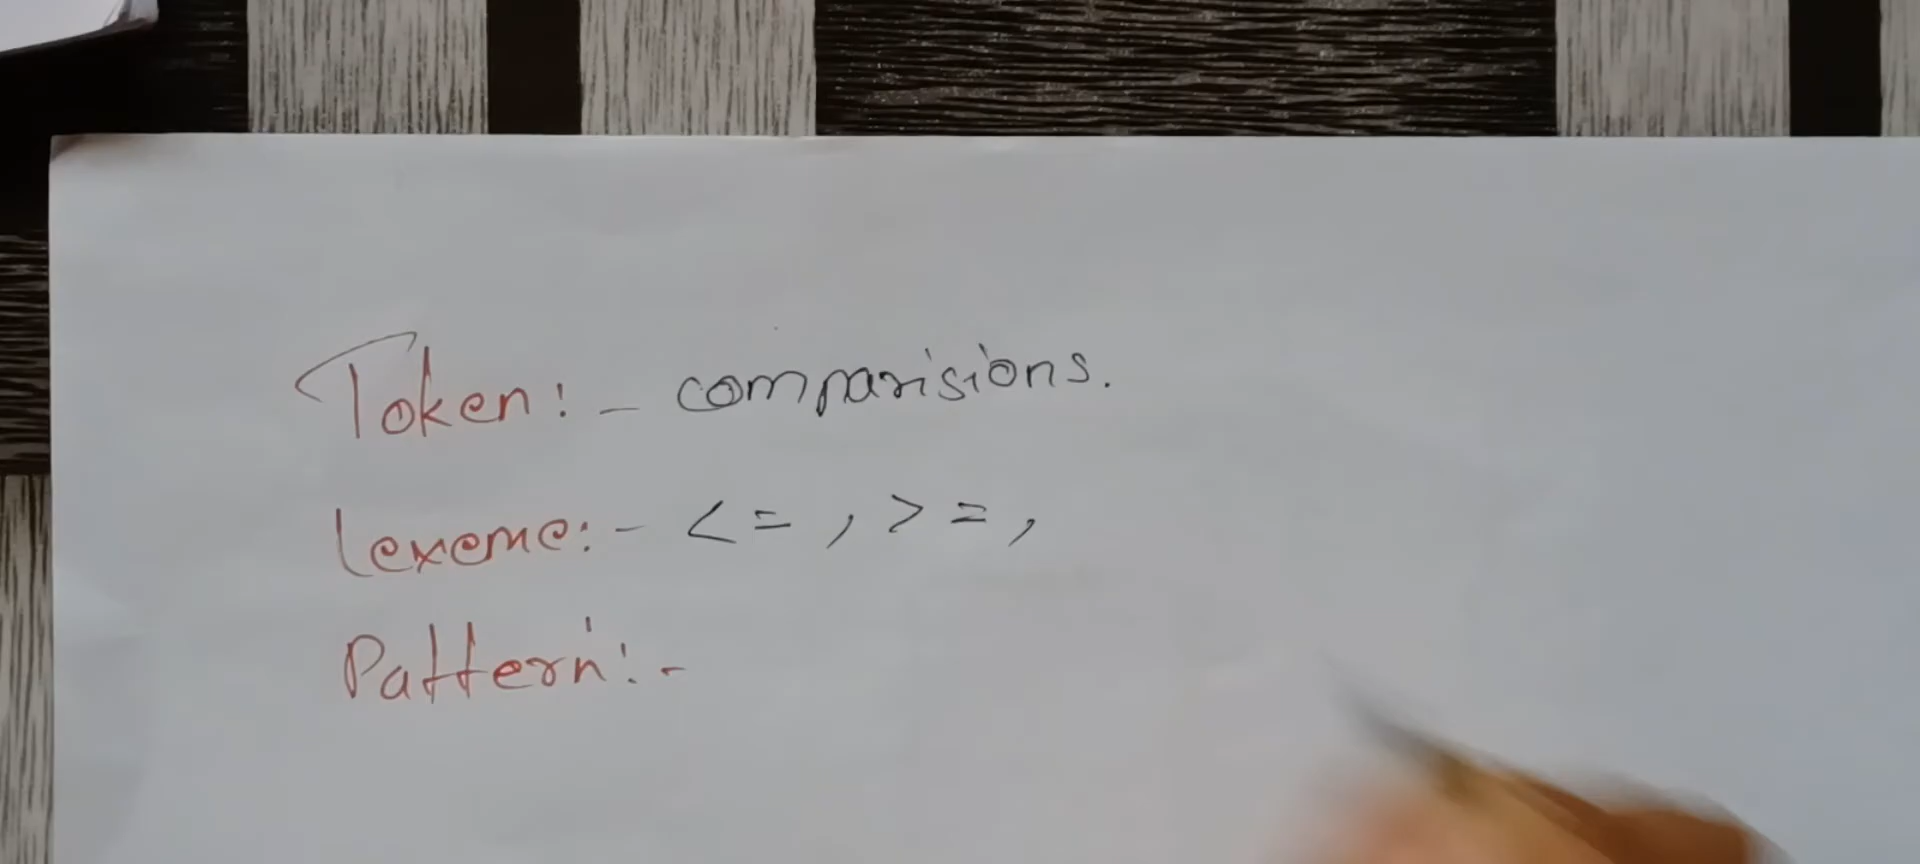 Token:- comparisions.
Lexeme:- <= , >= ,
Pattern:-